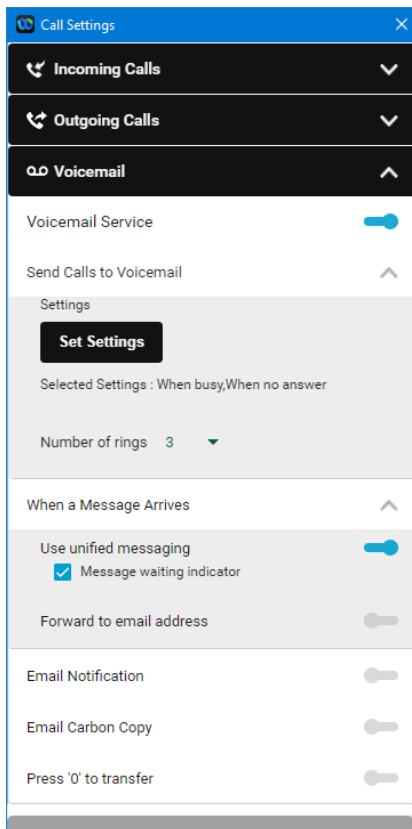 Call Settings
Incoming Calls
Outgoing Calls
Voicemail
Voicemail Service
Send Calls to Voicemail
Settings
Set Settings
Selected Settings : When busy,When no answer
Number of rings 3
When a Message Arrives
Use unified messaging
Message waiting indicator
Forward to email address
Email Notification
Email Carbon Copy
Press '0' to transfer